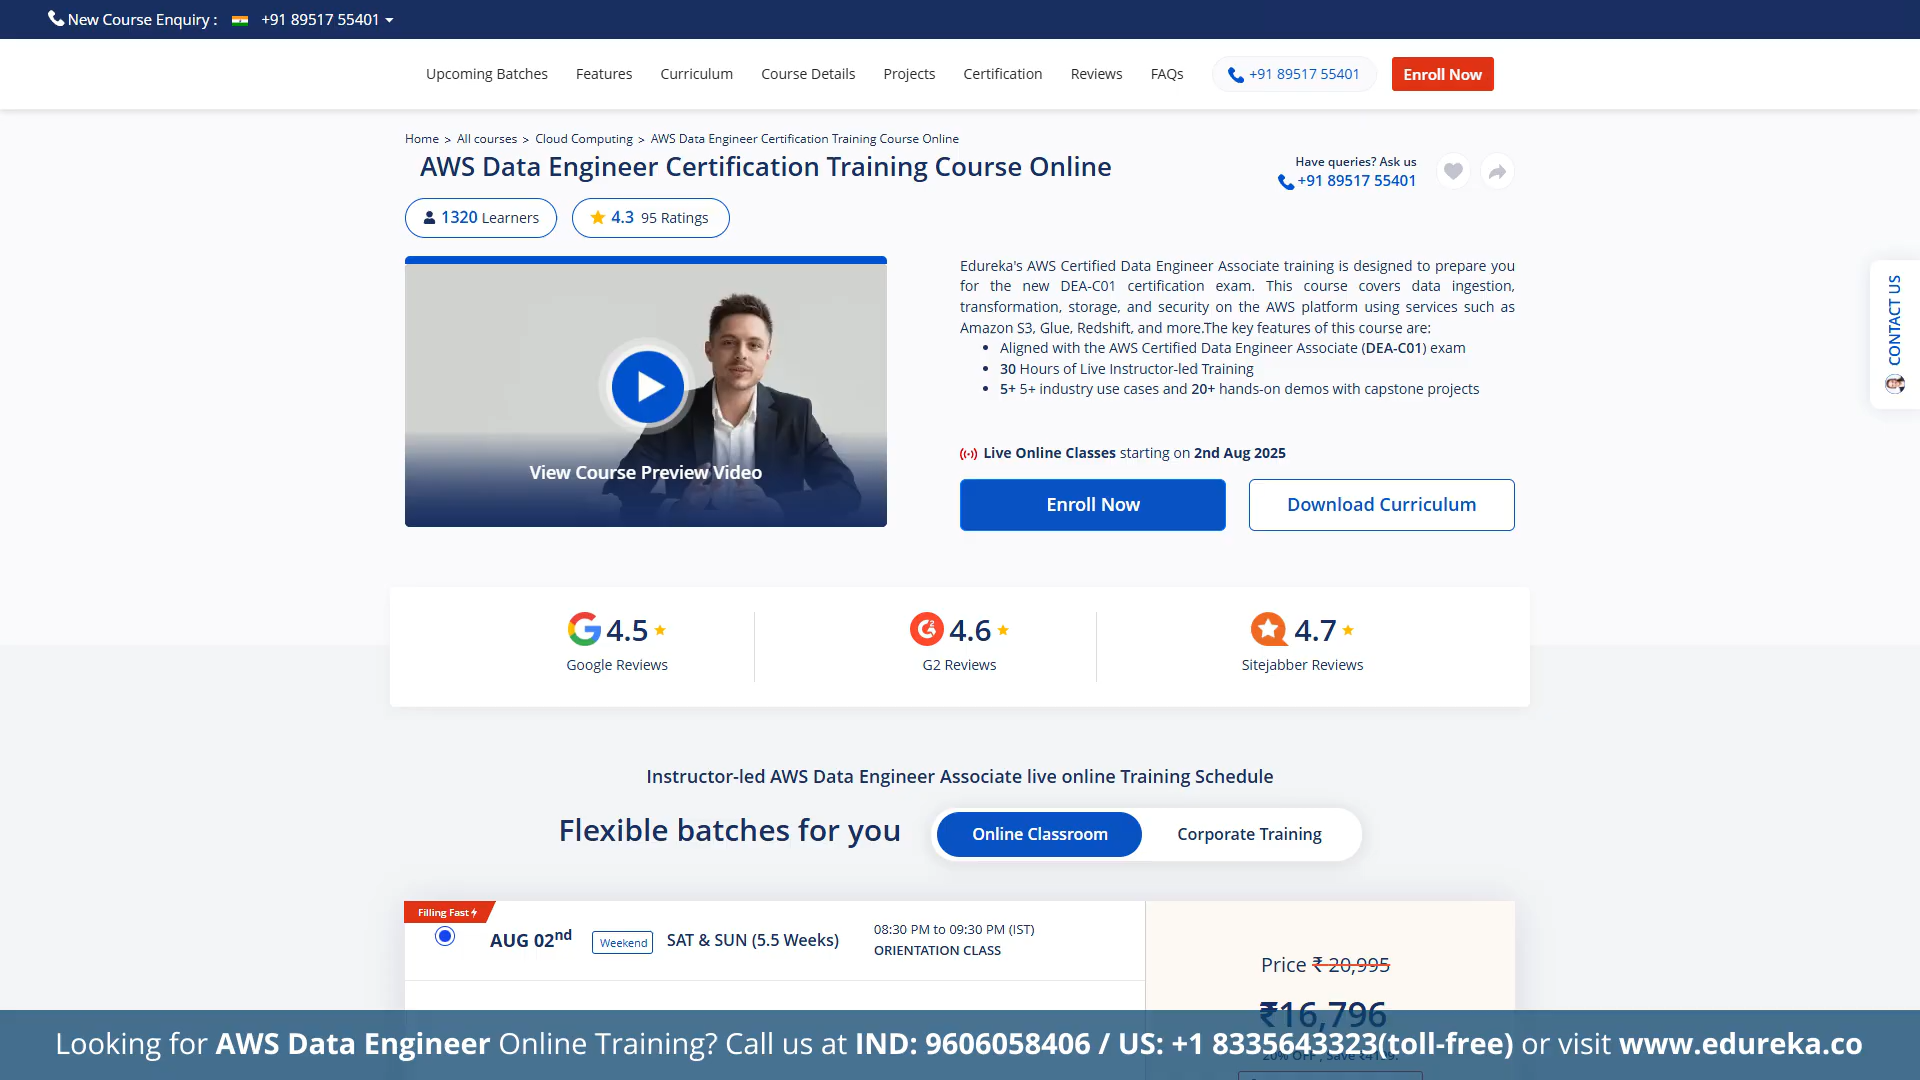 New Course Enquiry : +91 89517 55401
Upcoming Batches Features Curriculum Course Details Projects Certification Reviews FAQs +91 89517 55401 Enroll Now
Home > All courses > Cloud Computing > AWS Data Engineer Certification Training Course Online
AWS Data Engineer Certification Training Course Online
Have queries? Ask us
+91 89517 55401
1320 Learners
4.3 95 Ratings
View Course Preview Video
Edureka's AWS Certified Data Engineer Associate training is designed to prepare you
for the new DEA-C01 certification exam. This course covers data ingestion,
transformation, storage, and security on the AWS platform using services such as
Amazon S3, Glue, Redshift, and more.The key features of this course are:
Aligned with the AWS Certified Data Engineer Associate (DEA-C01) exam
30 Hours of Live Instructor-led Training
5+ 5+ industry use cases and 20+ hands-on demos with capstone projects
Live Online Classes starting on 2nd Aug 2025
Enroll Now
Download Curriculum
CONTACT US
4.5
Google Reviews
4.6
G2 Reviews
4.7
Sitejabber Reviews
Instructor-led AWS Data Engineer Associate live online Training Schedule
Flexible batches for you
Online Classroom
Corporate Training
Filling Fast
AUG 02nd
Weekend
SAT & SUN (5.5 Weeks)
08:30 PM to 09:30 PM (IST)
ORIENTATION CLASS
Price ₹ 20,995
₹16,796
Looking for AWS Data Engineer Online Training? Call us at IND: 9606058406 / US: +1 8335643323(toll-free) or visit www.edureka.co